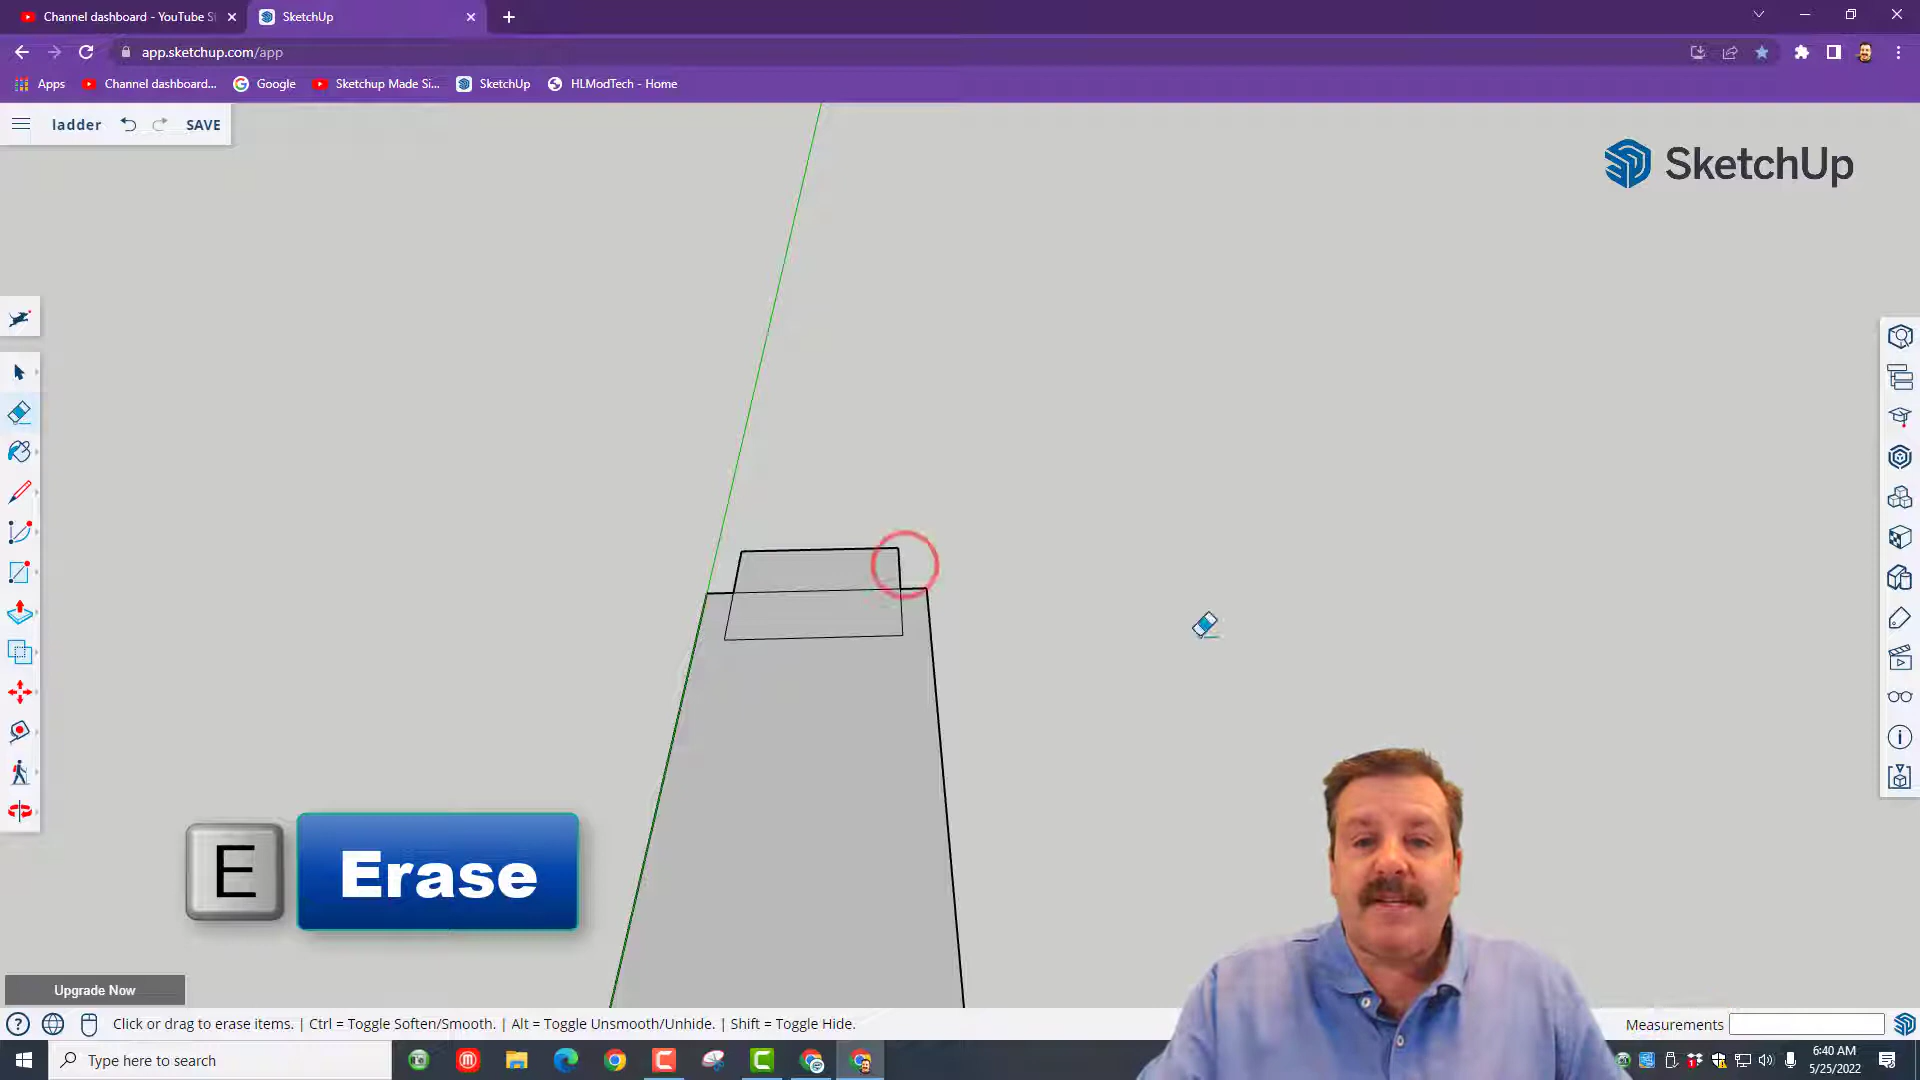 Channel dashboard - YouTube S
SketchUp
app.sketchup.com/app
Apps
Channel dashboard...
Google
Sketchup Made Si...
SketchUp
HLModTech - Home
ladder
SAVE
SketchUp
E
Erase
Upgrade Now
Click or drag to erase items. | Ctrl = Toggle Soften/Smooth. | Alt = Toggle Unsmooth/Unhide. | Shift = Toggle Hide.
Measurements
Type here to search
6:40 AM
5/25/2022